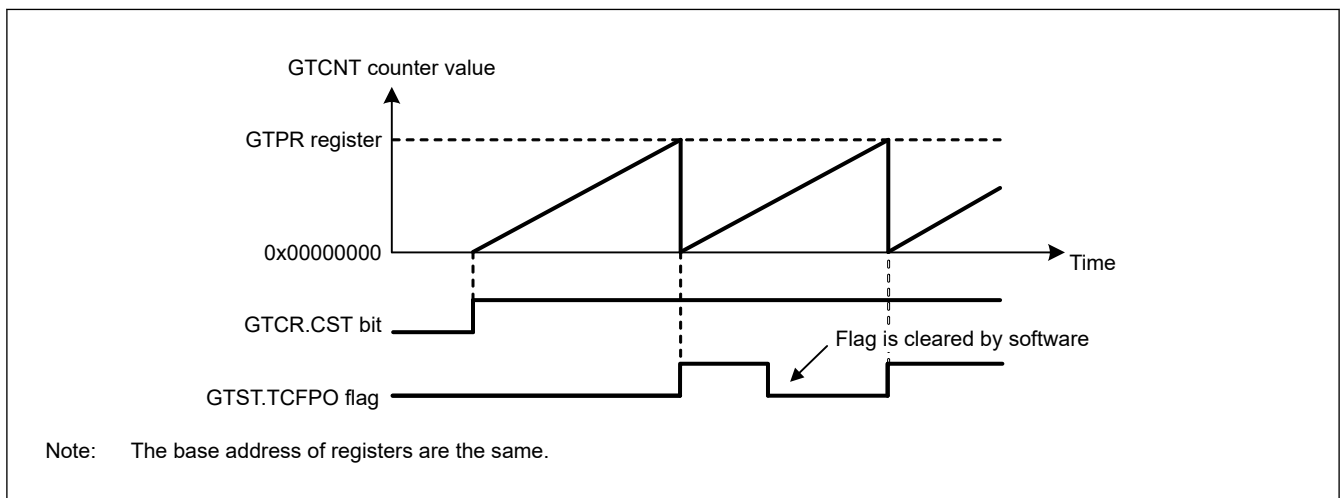 GTCNT counter value
GTPR register
0x00000000
Time
GTCR.CST bit
Flag is cleared by software
GTST.TCFPO flag
Note: The base address of registers are the same.